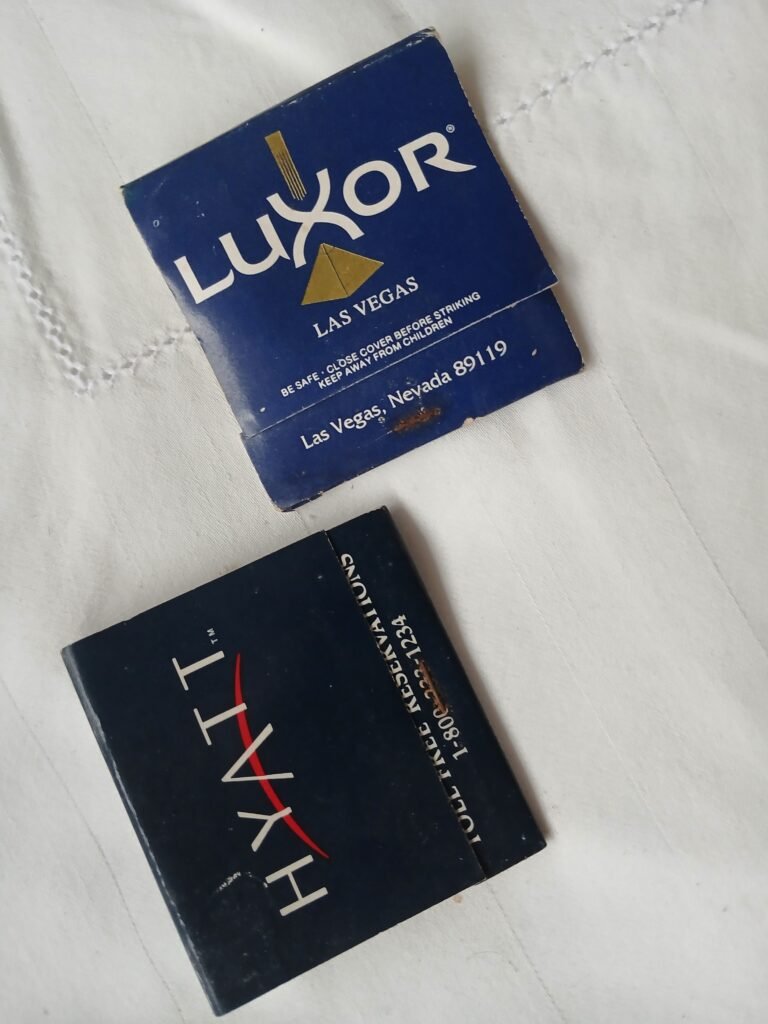 LUXOR®
LAS VEGAS
BE SAFE · CLOSE COVER BEFORE STRIKING
KEEP AWAY FROM CHILDREN
Las Vegas, Nevada 89119
HYATT™
TOLL FREE RESERVATIONS
1-800-233-1234